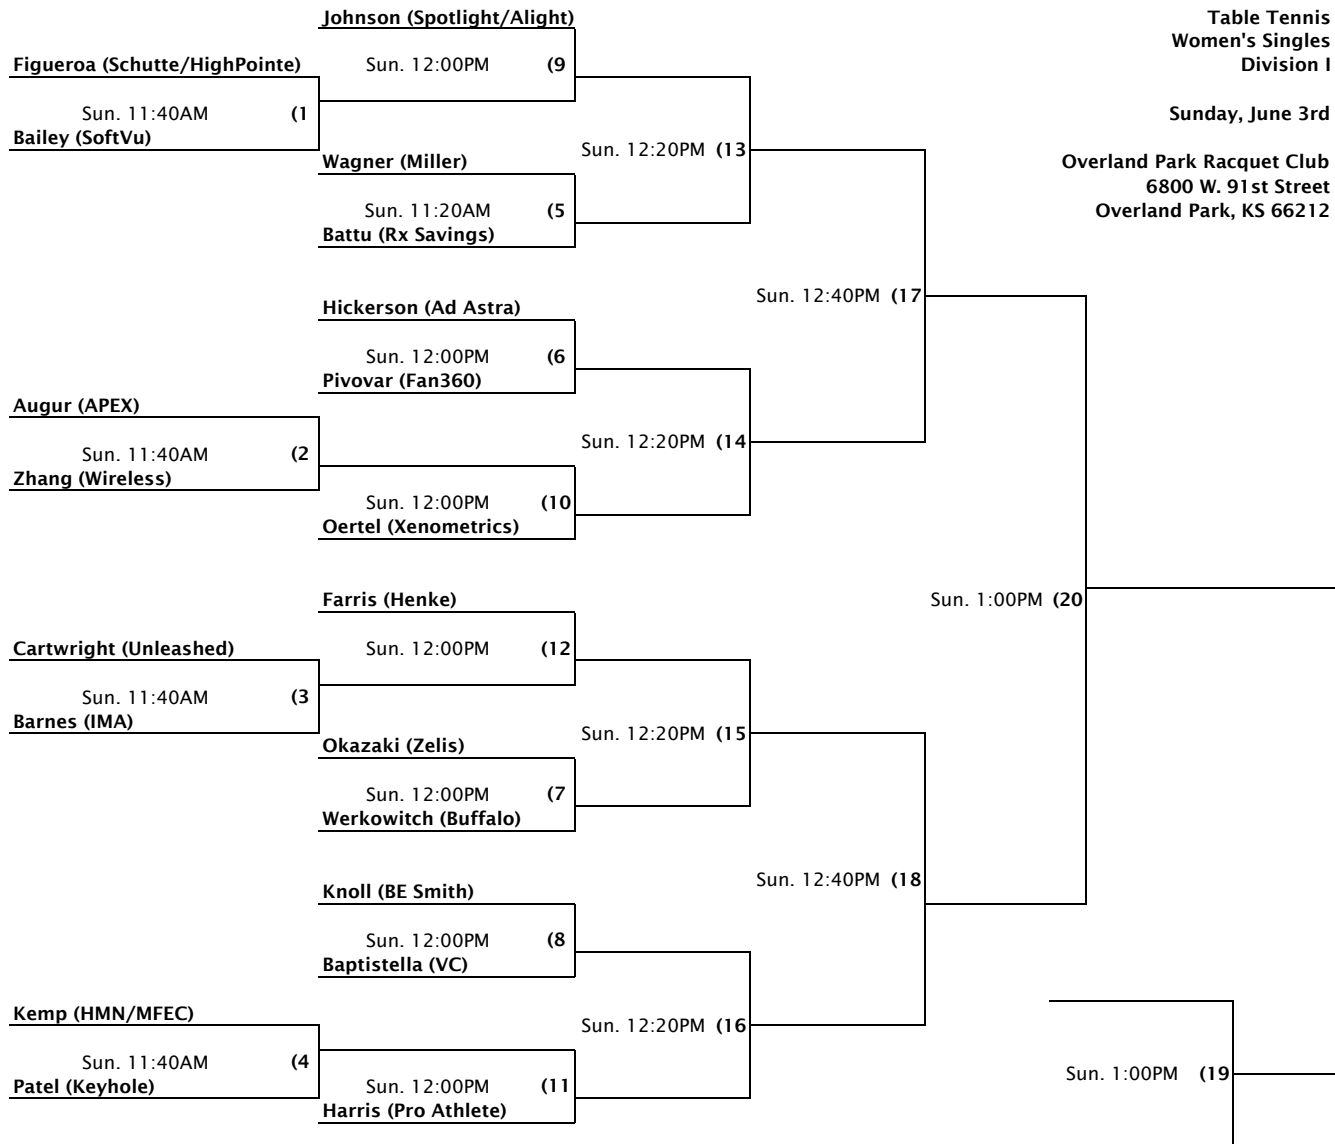 Johnson (Spotlight/Alight)
Table Tennis
Women's Singles
Division I
Figueroa (Schutte/HighPointe)
Sun. 12:00PM (9
Sun. 11:40AM (1
Bailey (SoftVu)
Sunday, June 3rd
Wagner (Miller)
Sun. 12:20PM (13
Overland Park Racquet Club
6800 W. 91st Street
Overland Park, KS 66212
Sun. 11:20AM (5
Battu (Rx Savings)
Hickerson (Ad Astra)
Sun. 12:40PM (17
Sun. 12:00PM (6
Pivovar (Fan360)
Augur (APEX)
Sun. 11:40AM (2
Sun. 12:20PM (14
Zhang (Wireless)
Sun. 12:00PM (10
Oertel (Xenometrics)
Farris (Henke)
Sun. 1:00PM (20
Cartwright (Unleashed)
Sun. 12:00PM (12
Sun. 11:40AM (3
Barnes (IMA)
Sun. 12:20PM (15
Okazaki (Zelis)
Sun. 12:00PM (7
Werkowitch (Buffalo)
Knoll (BE Smith)
Sun. 12:40PM (18
Sun. 12:00PM (8
Baptistella (VC)
Kemp (HMN/MFEC)
Sun. 12:20PM (16
Sun. 11:40AM (4
Patel (Keyhole)
Sun. 12:00PM (11
Harris (Pro Athlete)
Sun. 1:00PM (19